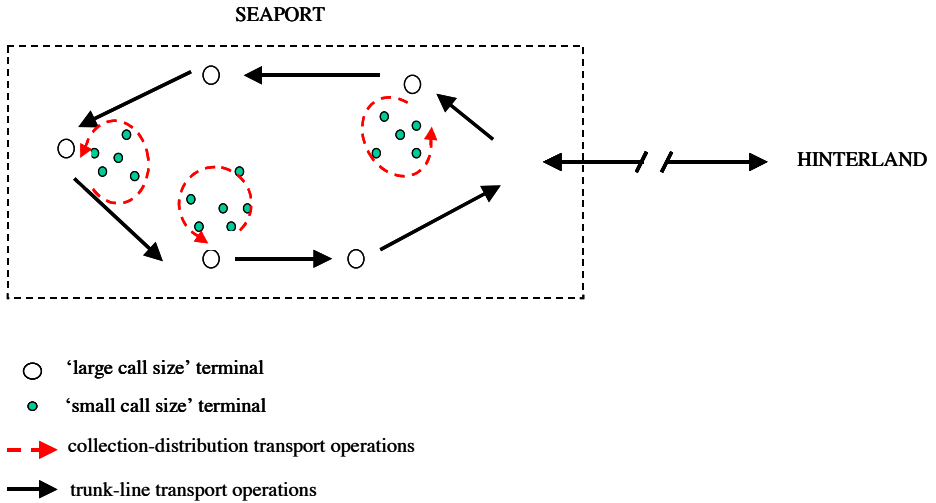 SEAPORT
HINTERLAND
‘large call size’ terminal
‘small call size’ terminal
collection-distribution transport operations
trunk-line transport operations